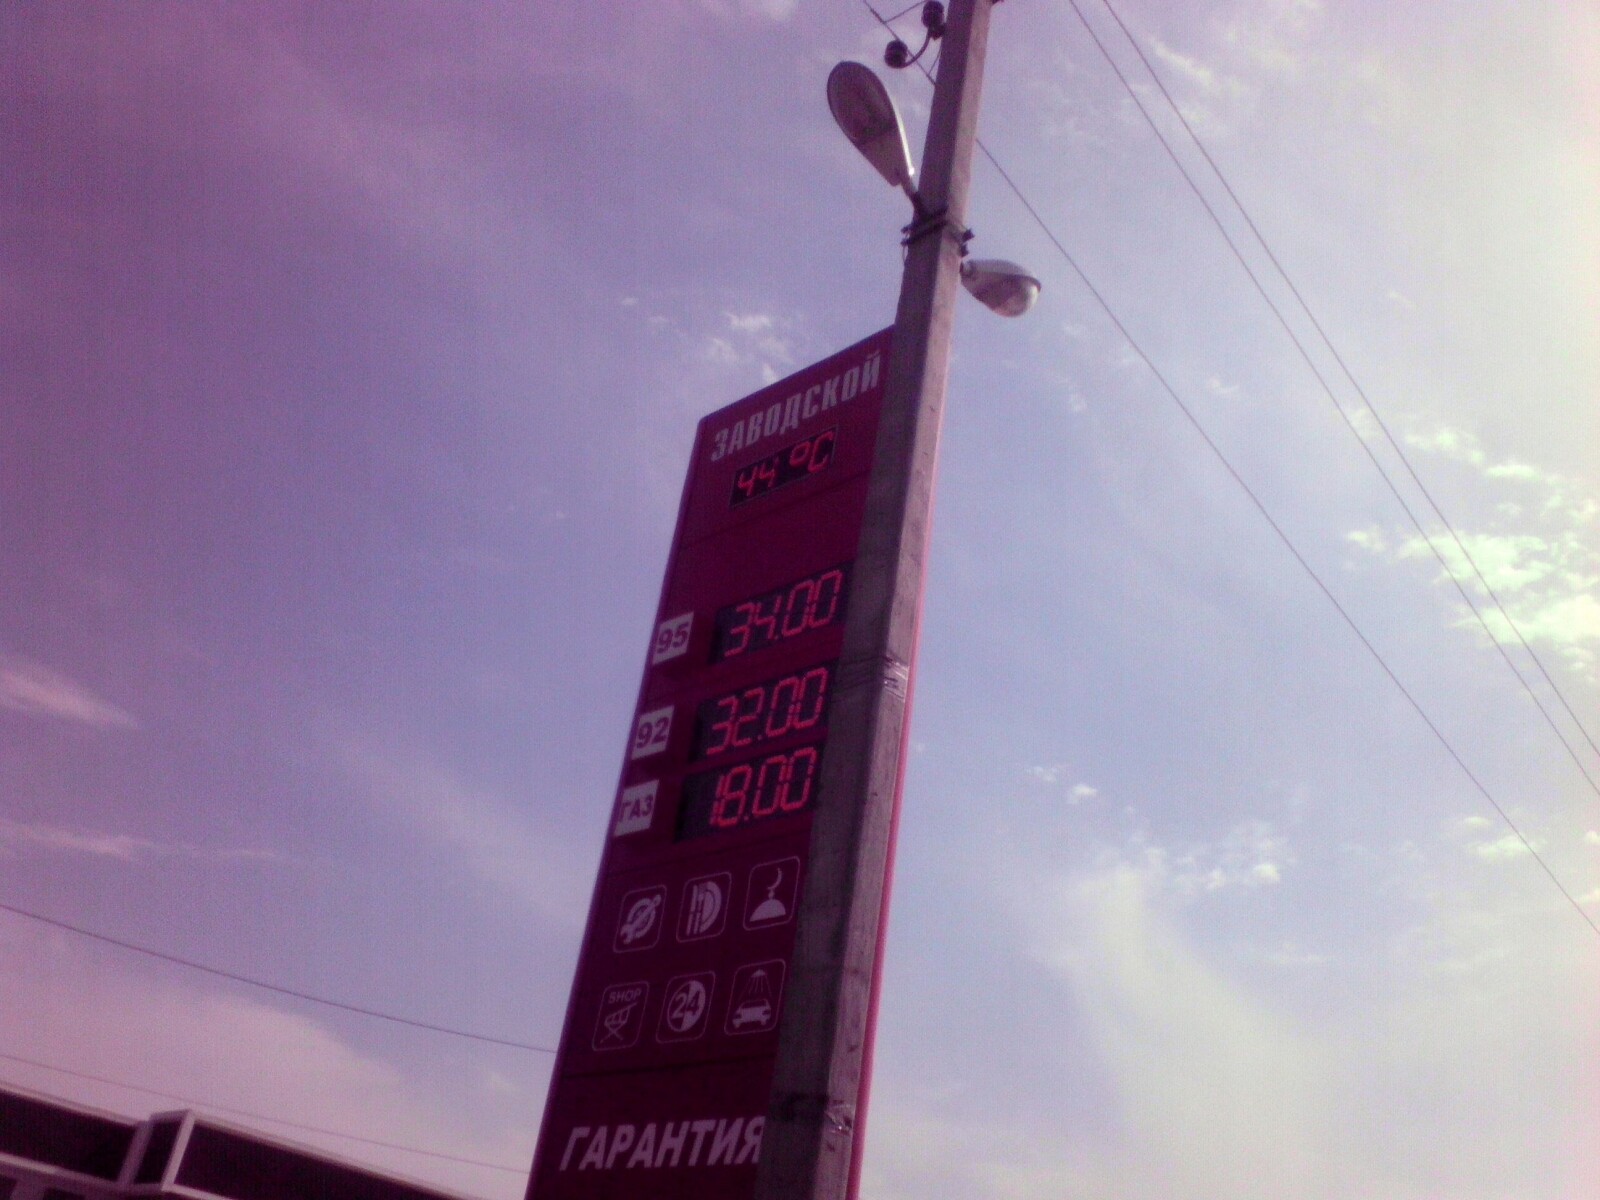 ЗАВОДСКОЙ
44 °C
95 34.00
92 32.00
ГАЗ 18.00
SHOP 24
ГАРАНТИЯ